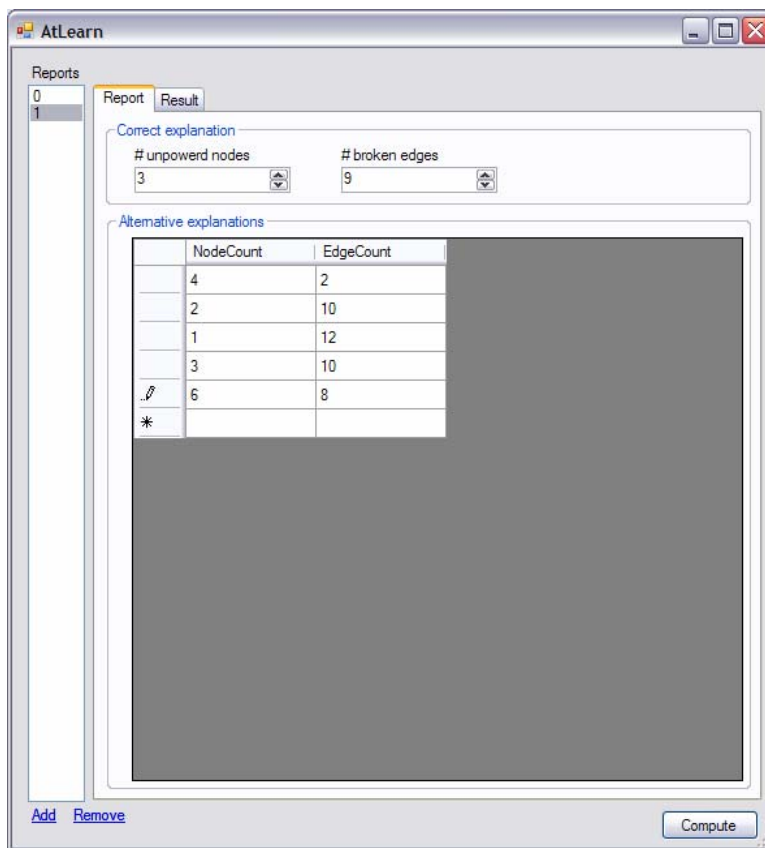 AtLearn
Reports
0
1
Report Result
Correct explanation
# unpowerd nodes # broken edges
3 9
Alternative explanations
NodeCount EdgeCount
4 2
2 10
1 12
3 10
6 8
Add Remove
Compute